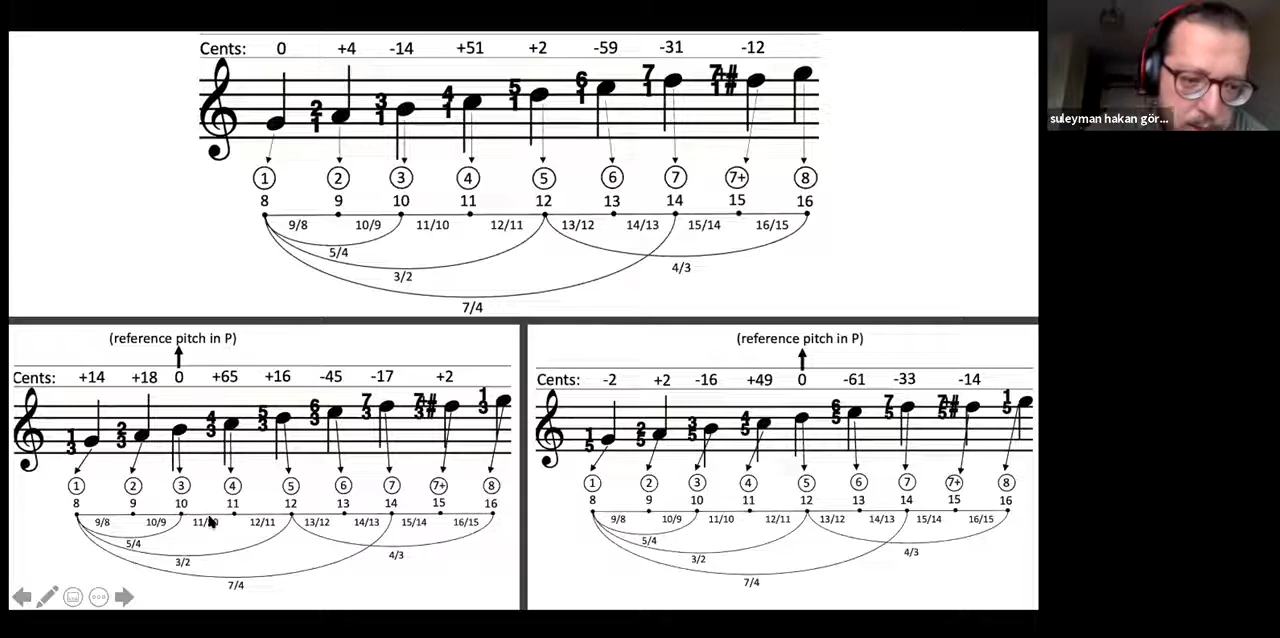 Cents: 0 +4 -14 +51 +2 -59 -31 -12
2 3 4 5 6 7 7+#
1 1 1 1 1 1 1#
1 2 3 4 5 6 7 7+ 8
8 9 10 11 12 13 14 15 16
9/8 10/9 11/10 12/11 13/12 14/13 15/14 16/15
5/4
4/3
3/2
7/4
suleyman hakan gör...
(reference pitch in P)
Cents: +14 +18 0 +65 +16 -45 -17 +2
1 2 4 5 6 7 7+# 1
3 3 3 3 3 3 3# 3
1 2 3 4 5 6 7 7+ 8
8 9 10 11 12 13 14 15 16
9/8 10/9 11/10 12/11 13/12 14/13 15/14 16/15
5/4
4/3
3/2
7/4
(reference pitch in P)
Cents: -2 +2 -16 +49 0 -61 -33 -14
1 2 3 4 6 7 7+# 1
5 5 5 5 5 5 5# 5
1 2 3 4 5 6 7 7+ 8
8 9 10 11 12 13 14 15 16
9/8 10/9 11/10 12/11 13/12 14/13 15/14 16/15
5/4
4/3
3/2
7/4